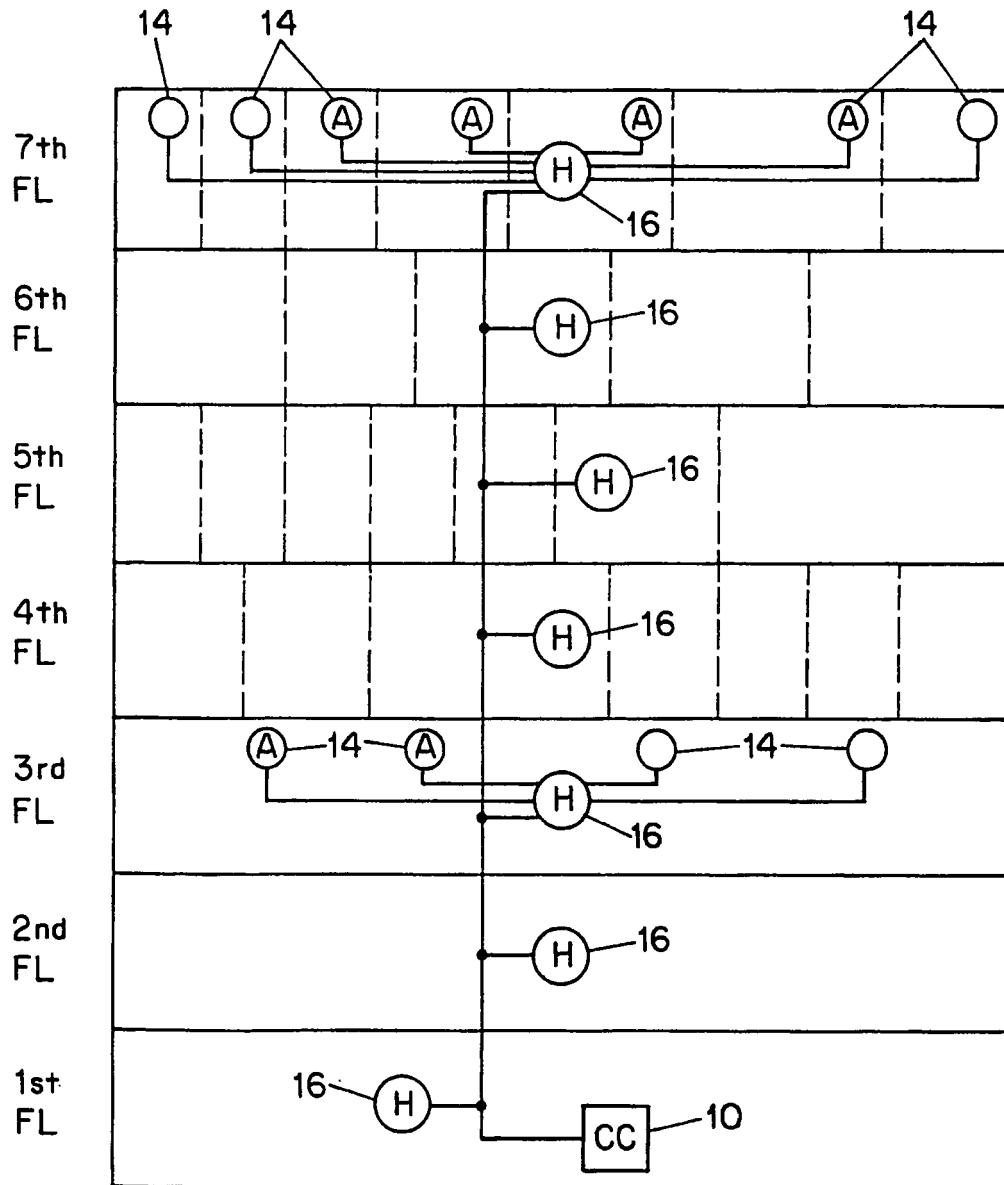 14 14 14
7th FL
A A A A
H
16
6th FL
H 16
5th FL
H 16
4th FL
H 16
3rd FL
A 14 A 14
H
16
2nd FL
H 16
1st FL
16 H
CC 10